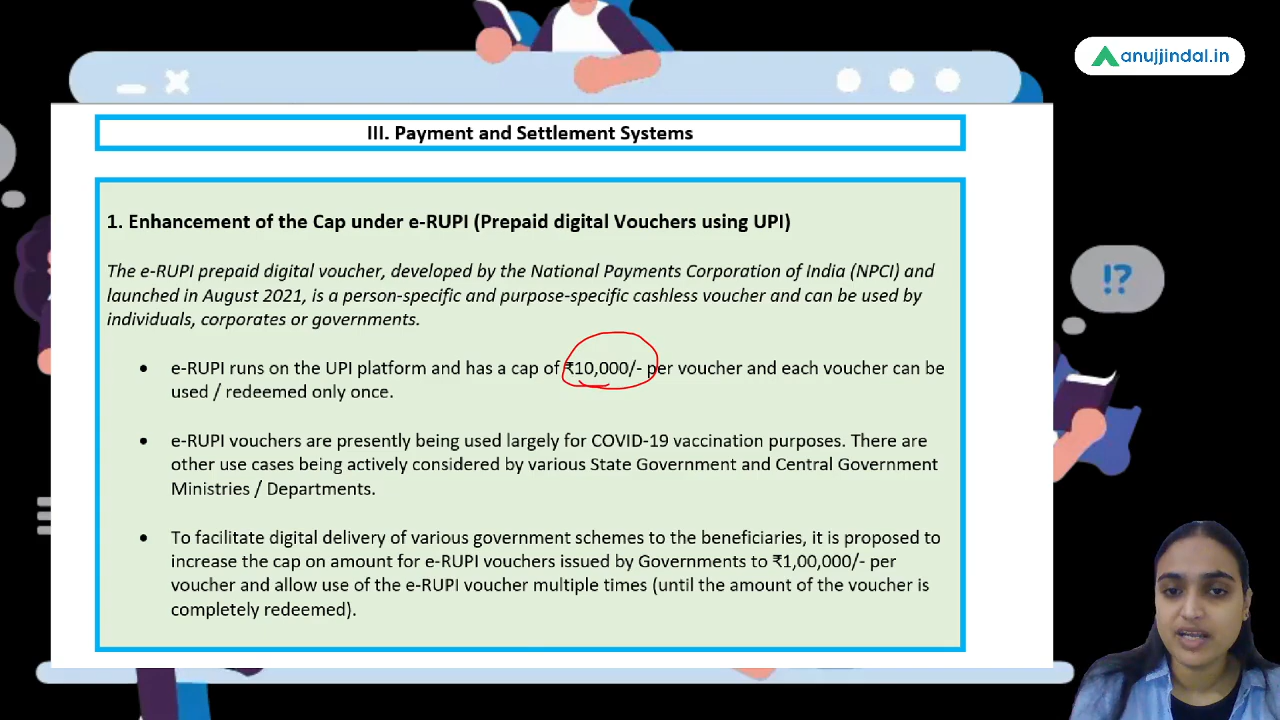 anujjindal.in
III. Payment and Settlement Systems
1. Enhancement of the Cap under e-RUPI (Prepaid digital Vouchers using UPI)
The e-RUPI prepaid digital voucher, developed by the National Payments Corporation of India (NPCI) and
launched in August 2021, is a person-specific and purpose-specific cashless voucher and can be used by
individuals, corporates or governments.
• e-RUPI runs on the UPI platform and has a cap of ₹10,000/- per voucher and each voucher can be
used / redeemed only once.
• e-RUPI vouchers are presently being used largely for COVID-19 vaccination purposes. There are
other use cases being actively considered by various State Government and Central Government
Ministries / Departments.
• To facilitate digital delivery of various government schemes to the beneficiaries, it is proposed to
increase the cap on amount for e-RUPI vouchers issued by Governments to ₹1,00,000/- per
voucher and allow use of the e-RUPI voucher multiple times (until the amount of the voucher is
completely redeemed).
!?